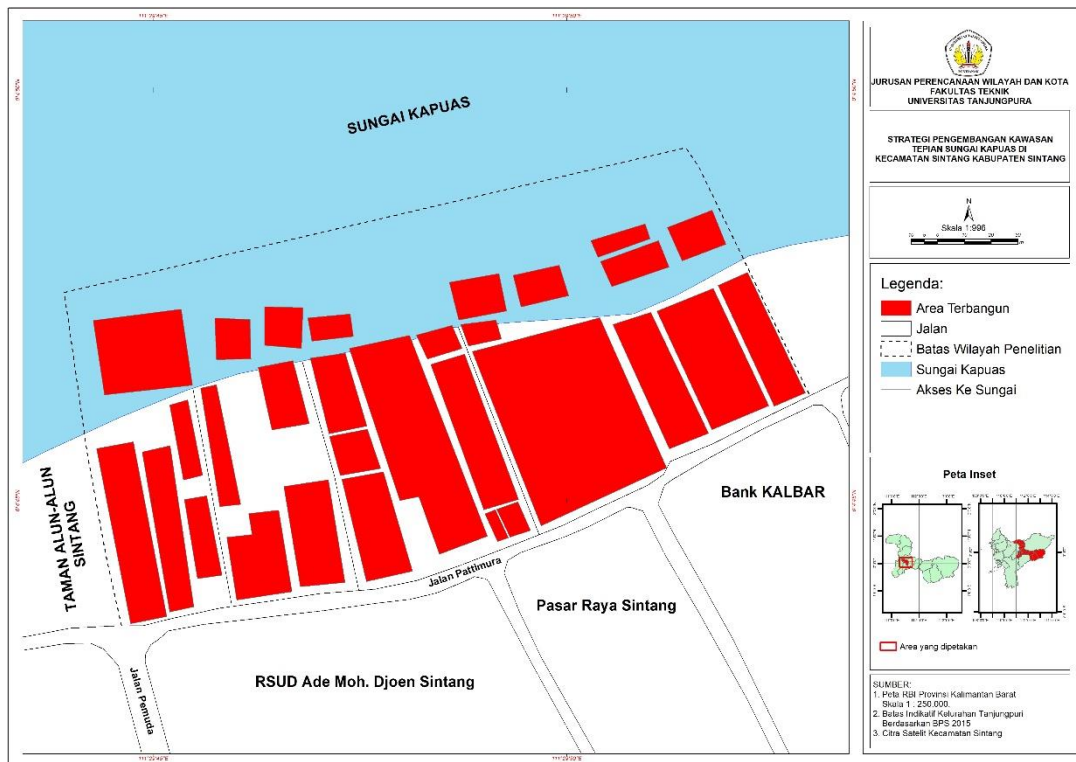 SUNGAI KAPUAS
TAMAN ALUN-ALUN
SINTANG
Jalan Pattimura
Bank KALBAR
Pasar Raya Sintang
RSUD Ade Moh. Djoen Sintang
Jalan Pemuda
JURUSAN PERENCANAAN WILAYAH DAN KOTA
FAKULTAS TEKNIK
UNIVERSITAS TANJUNGPURA
STRATEGI PENGEMBANGAN KAWASAN
TEPIAN SUNGAI KAPUAS DI
KECAMATAN SINTANG KABUPATEN SINTANG
N
Skala 1:996
Legenda:
Area Terbangun
Jalan
Batas Wilayah Penelitian
Sungai Kapuas
Akses Ke Sungai
Peta Inset
Area yang dipetakan
SUMBER:
1. Peta RBI Provinsi Kalimantan Barat
Skala 1 : 250.000.
2. Batas Indikatif Kelurahan Tanjungpuri
Berdasarkan BPS 2015
3. Citra Satelit Kecamatan Sintang